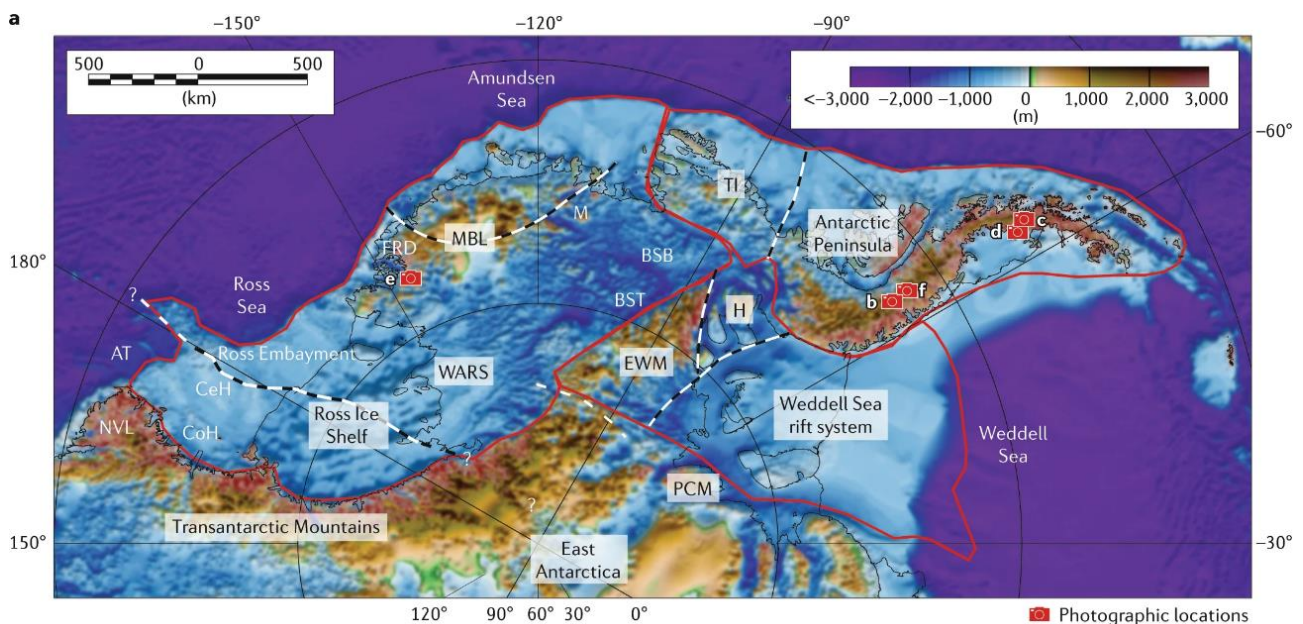 a
−150°
−120°
−90°
500 0 500
(km)
Amundsen
Sea
<−3,000 −2,000 −1,000 0 1,000 2,000 3,000
(m)
−60°
TI
M
MBL
FRD
e
Antarctic
Peninsula
d
c
180°
?
Ross
Sea
BSB
BST
H
b
f
AT
Ross Embayment
CeH
WARS
EWM
NVL
CoH
Ross Ice
Shelf
Weddell Sea
rift system
Weddell
Sea
?
PCM
?
Transantarctic Mountains
East
Antarctica
150°
−30°
120° 90° 60° 30° 0°
Photographic locations